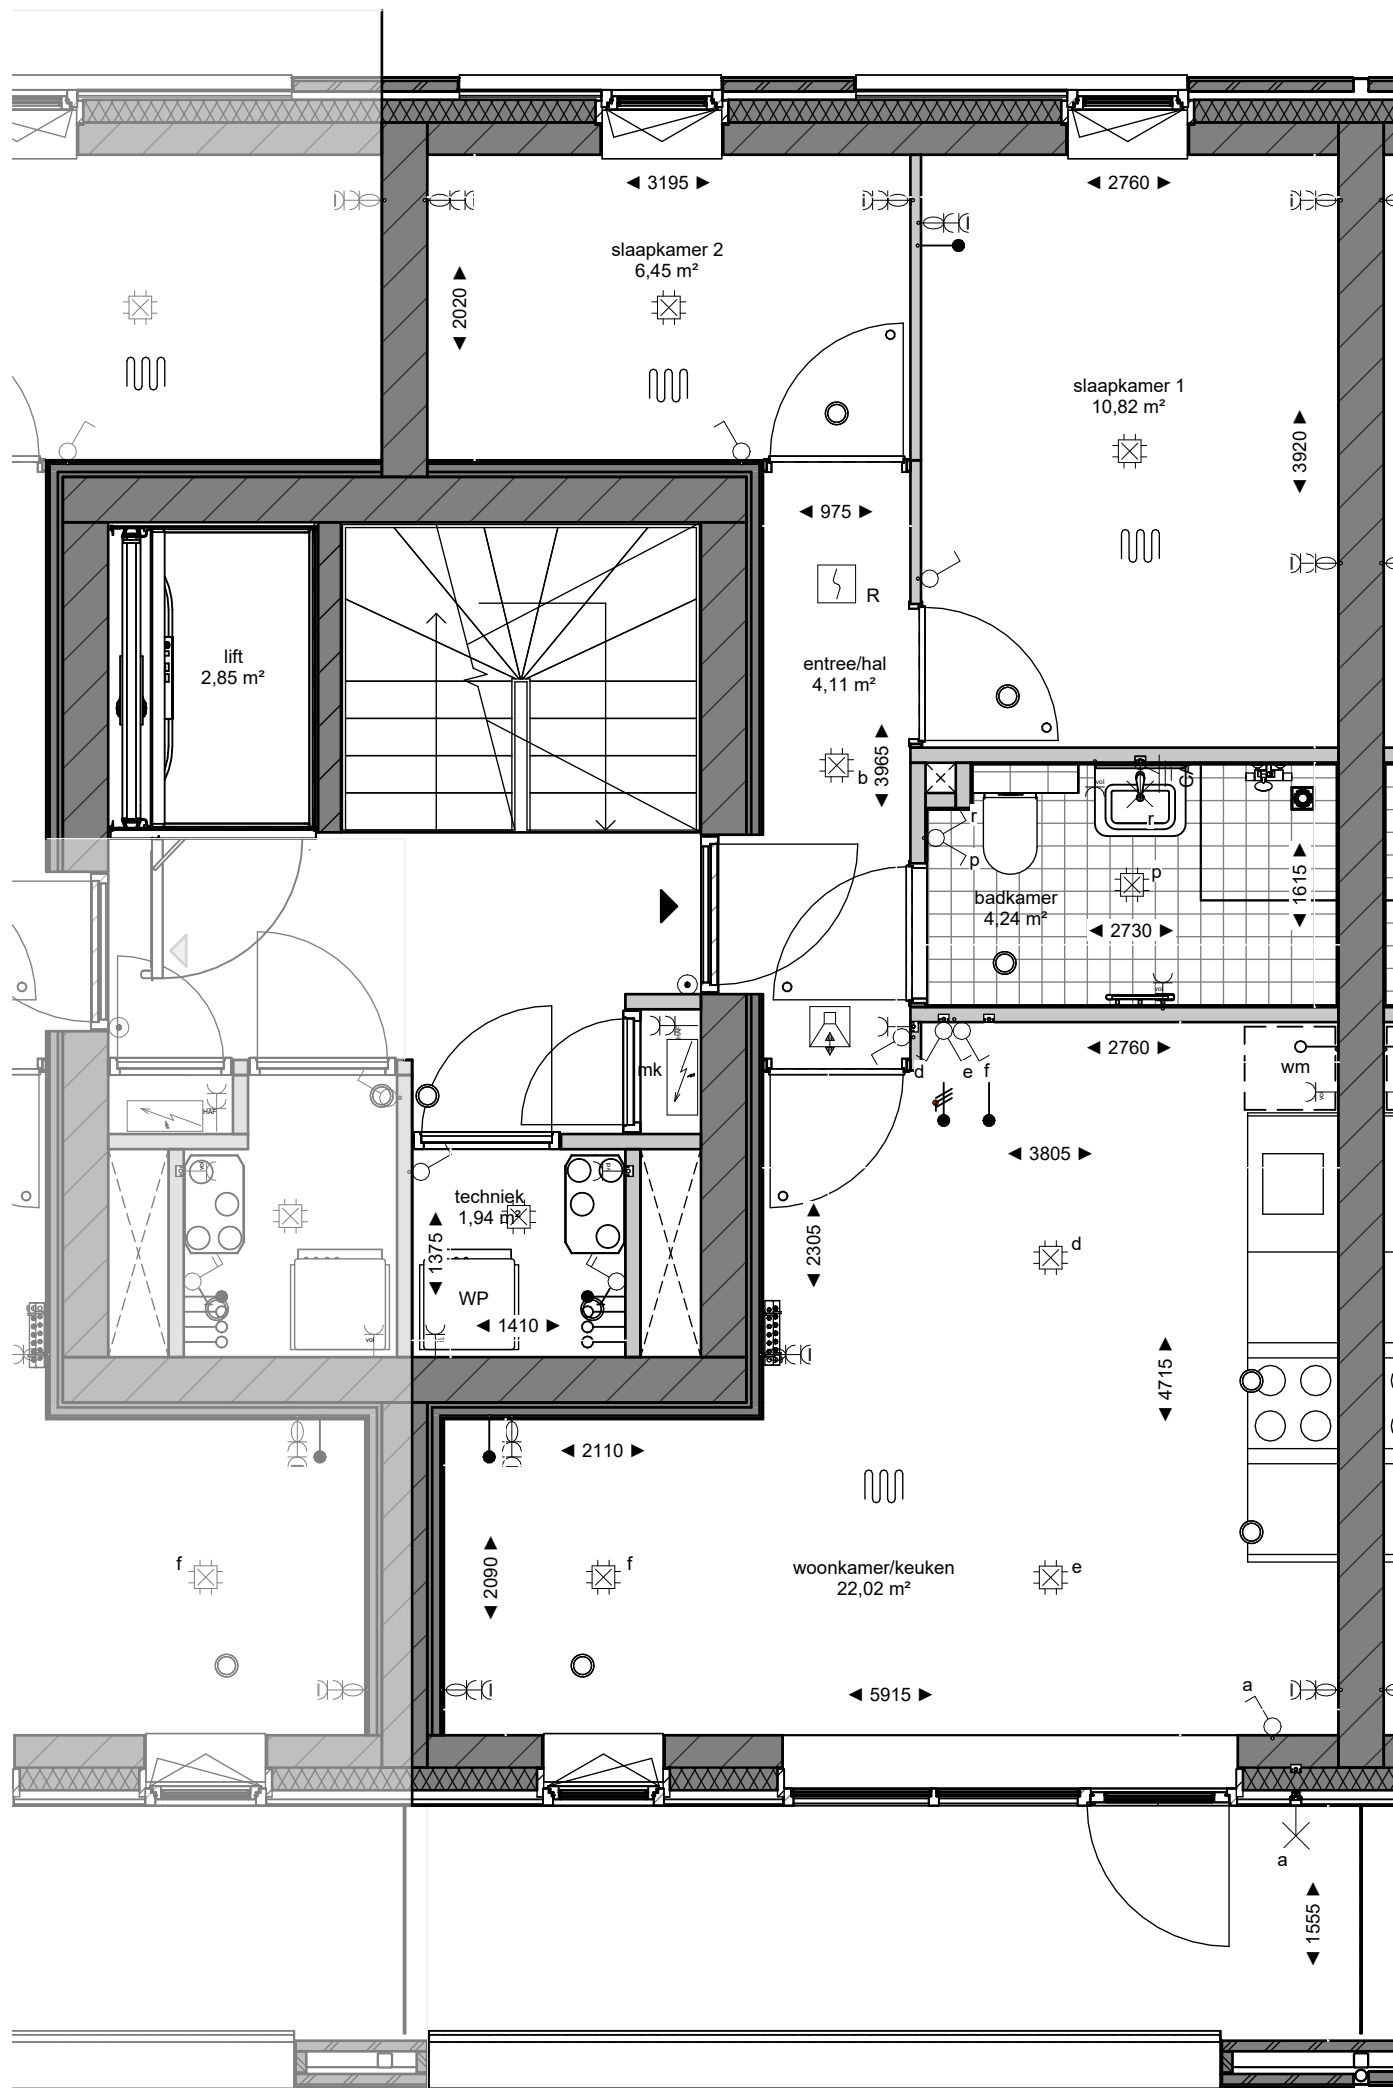 ◄ 3195 ►
◄ 2760 ►
slaapkamer 2
6,45 m²
◄ 2020 ►
slaapkamer 1
10,82 m²
◄ 3920 ►
◄ 975 ►
R
lift
2,85 m²
entree/hal
4,11 m²
◄ 3965 ►
b
r
p
r
p
badkamer
4,24 m²
◄ 1615 ►
◄ 2730 ►
◄ 2760 ►
d
e
f
wm
mk
◄ 3805 ►
techniek
1,94 m²
◄ 1375 ►
WP
◄ 1410 ►
◄ 2305 ►
d
◄ 4715 ►
◄ 2110 ►
f
◄ 2090 ►
f
woonkamer/keuken
22,02 m²
e
◄ 5915 ►
a
a
◄ 1555 ►